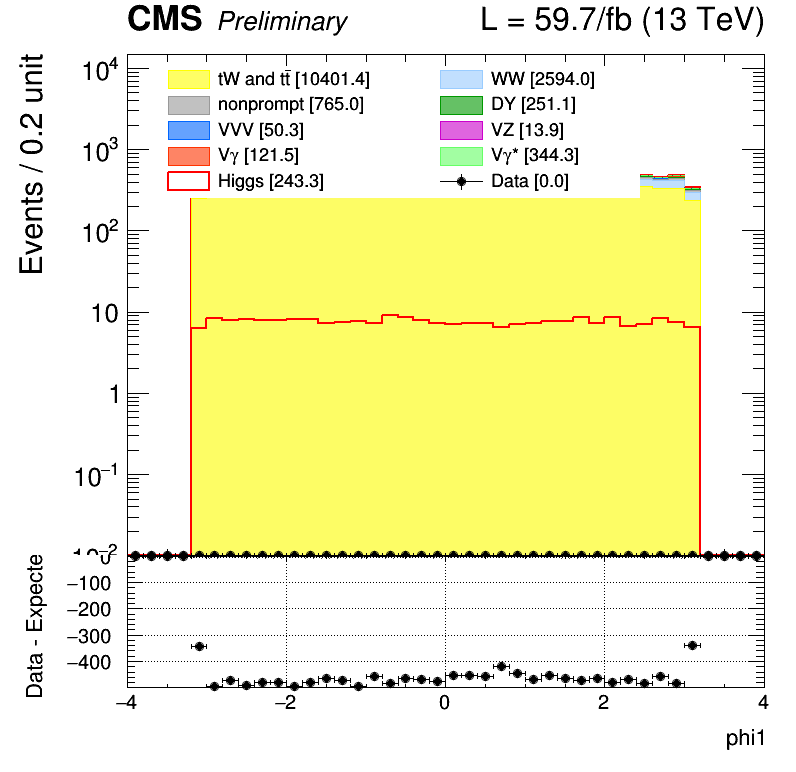 CMS Preliminary L = 59.7/fb (13 TeV)
Events / 0.2 unit
10⁴
10³
10²
10
1
10⁻¹
tW and tt̄ [10401.4]
WW [2594.0]
nonprompt [765.0]
DY [251.1]
VVV [50.3]
VZ [13.9]
Vγ [121.5]
Vγ* [344.3]
Higgs [243.3]
Data [0.0]
Data - Expecte
0
−100
−200
−300
−400
−4 −2 0 2 4
phi1